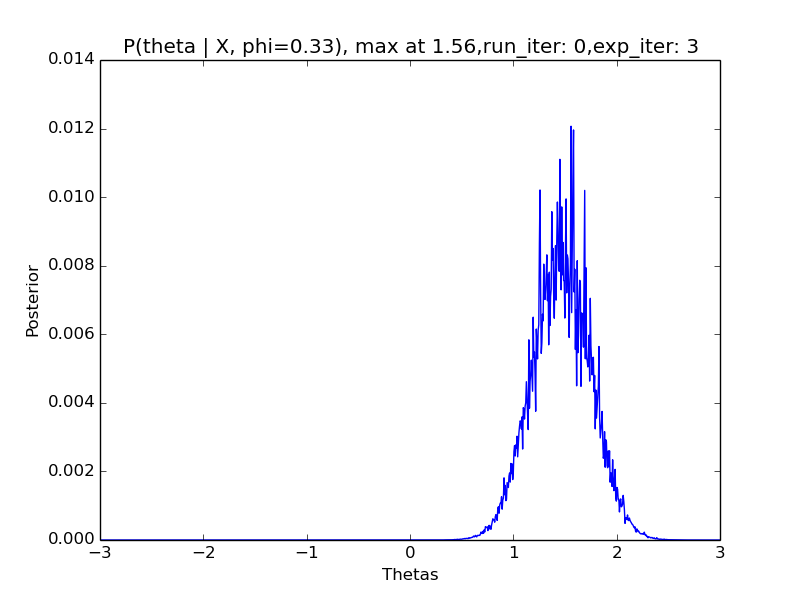 P(theta | X, phi=0.33), max at 1.56,run_iter: 0,exp_iter: 3
0.014
0.012
0.010
0.008
0.006
0.004
0.002
0.000
Posterior
−3 −2 −1 0 1 2 3
Thetas